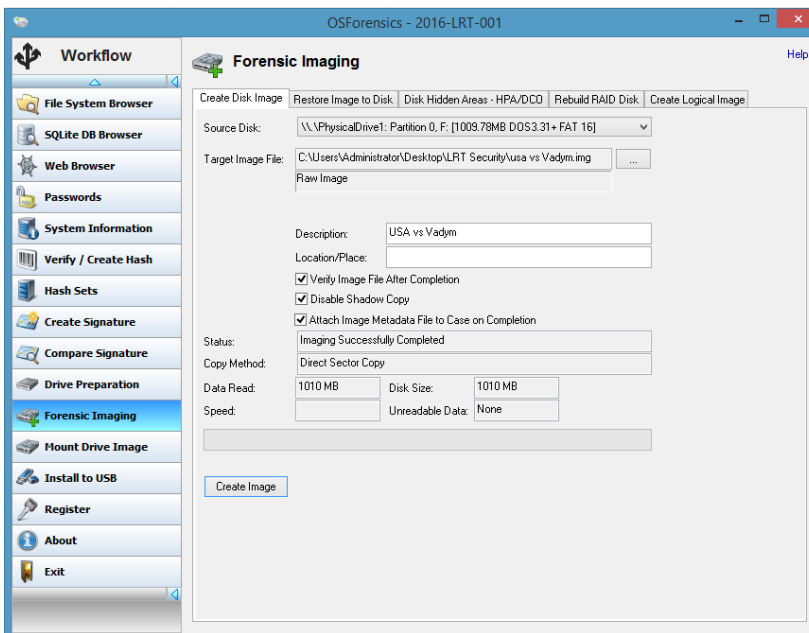 OSForensics - 2016-LRT-001
Workflow
File System Browser
SQLite DB Browser
Web Browser
Passwords
System Information
Verify / Create Hash
Hash Sets
Create Signature
Compare Signature
Drive Preparation
Forensic Imaging
Mount Drive Image
Install to USB
Register
About
Exit
Forensic Imaging
Help
Create Disk Image Restore Image to Disk Disk Hidden Areas - HPA/DCO Rebuild RAID Disk Create Logical Image
Source Disk: \\.\PhysicalDrive1: Partition 0, F: [1009.78MB DOS3.31+ FAT 16]
Target Image File: C:\Users\Administrator\Desktop\LRT Security\usa vs Vadym.img ...
Raw Image
Description: USA vs Vadym
Location/Place:
Verify Image File After Completion
Disable Shadow Copy
Attach Image Metadata File to Case on Completion
Status: Imaging Successfully Completed
Copy Method: Direct Sector Copy
Data Read: 1010 MB Disk Size: 1010 MB
Speed: Unreadable Data: None
Create Image